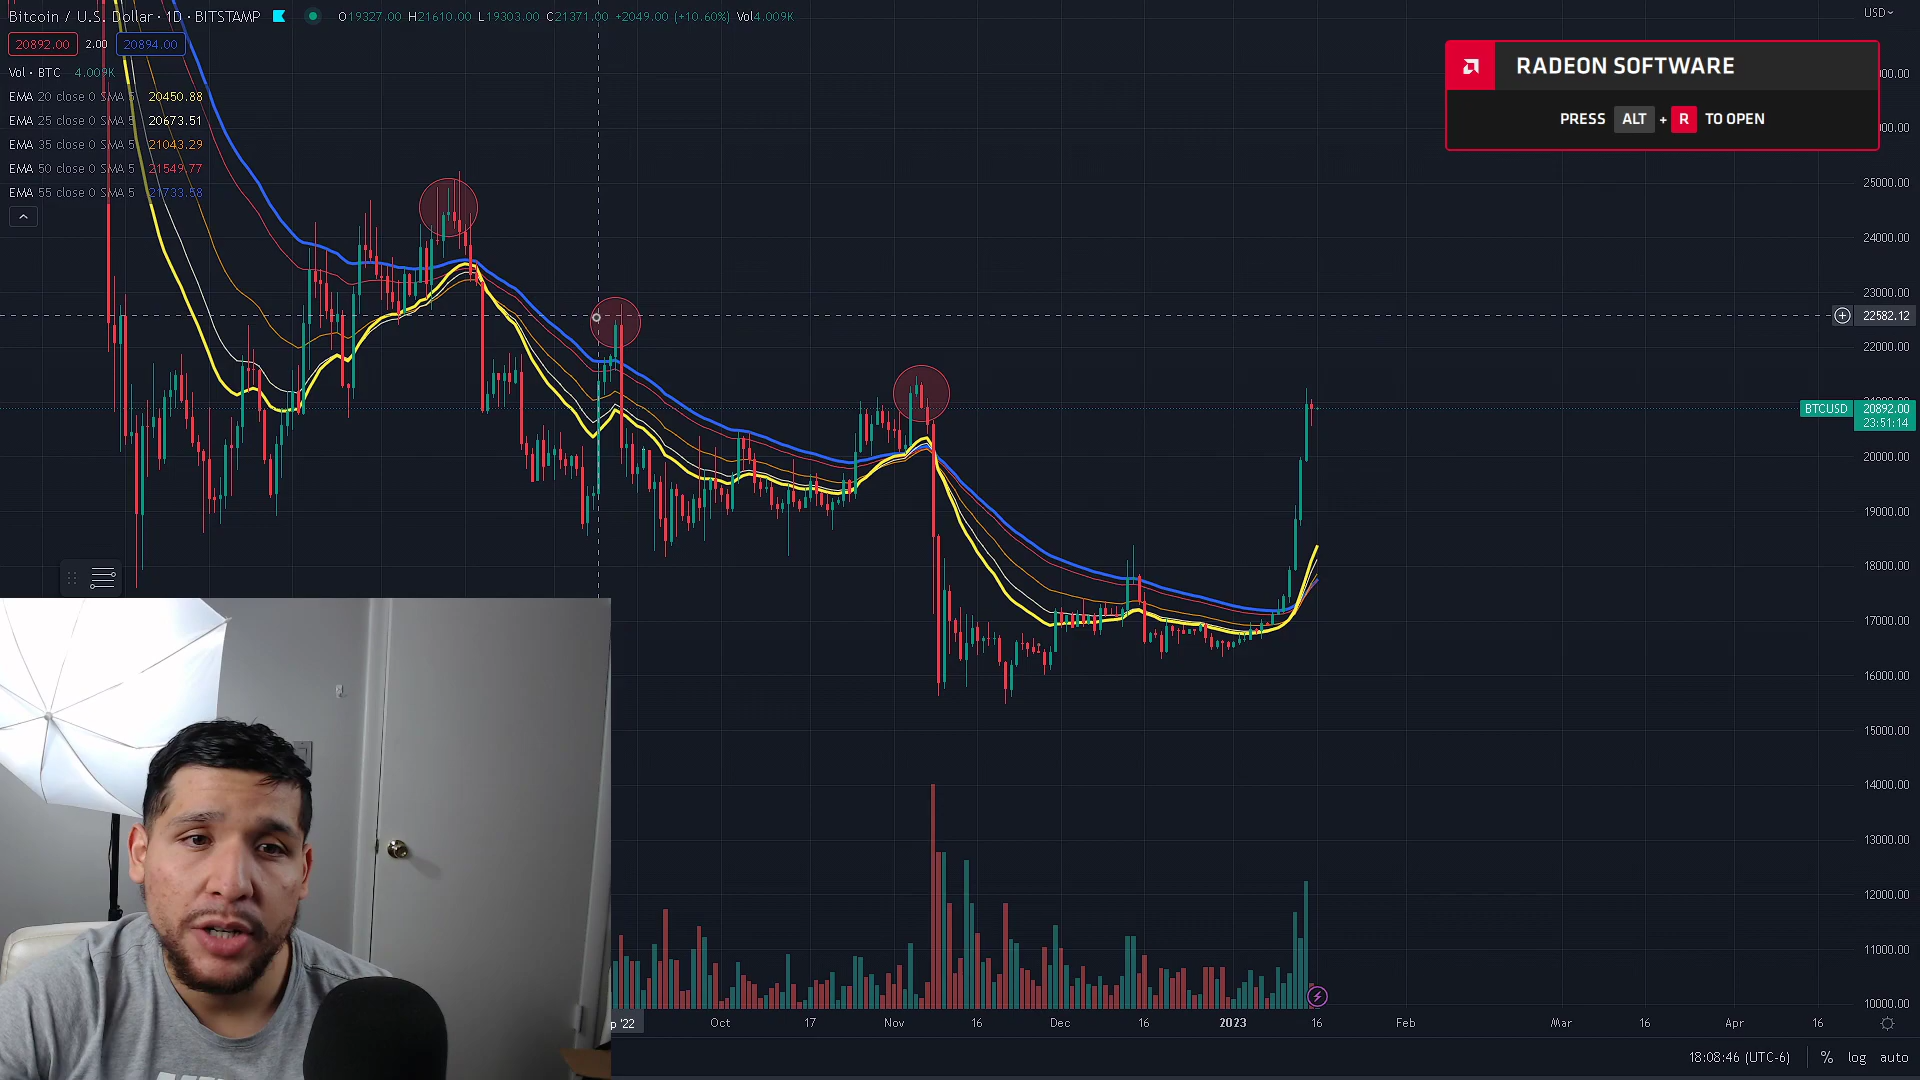 Bitcoin / U.S. Dollar · 1D · BITSTAMP O19327.00 H21610.00 L19303.00 C21371.00 +2049.00 (+10.60%) Vol4.009K
20892.00 2.00 20894.00
Vol · BTC 4.009K
EMA 20 close 0 SMA 5 20450.88
EMA 25 close 0 SMA 5 20673.51
EMA 35 close 0 SMA 5 21043.29
EMA 50 close 0 SMA 5 21549.77
EMA 55 close 0 SMA 5 21733.58
RADEON SOFTWARE
PRESS ALT + R TO OPEN
USD
25000.00
24000.00
23000.00
22582.12
22000.00
BTCUSD 20892.00
23:51:14
20000.00
19000.00
18000.00
17000.00
16000.00
15000.00
14000.00
13000.00
12000.00
11000.00
10000.00
'22 Oct 17 Nov 16 Dec 16 2023 16 Feb Mar 16 Apr 16
18:08:46 (UTC-6) % log auto